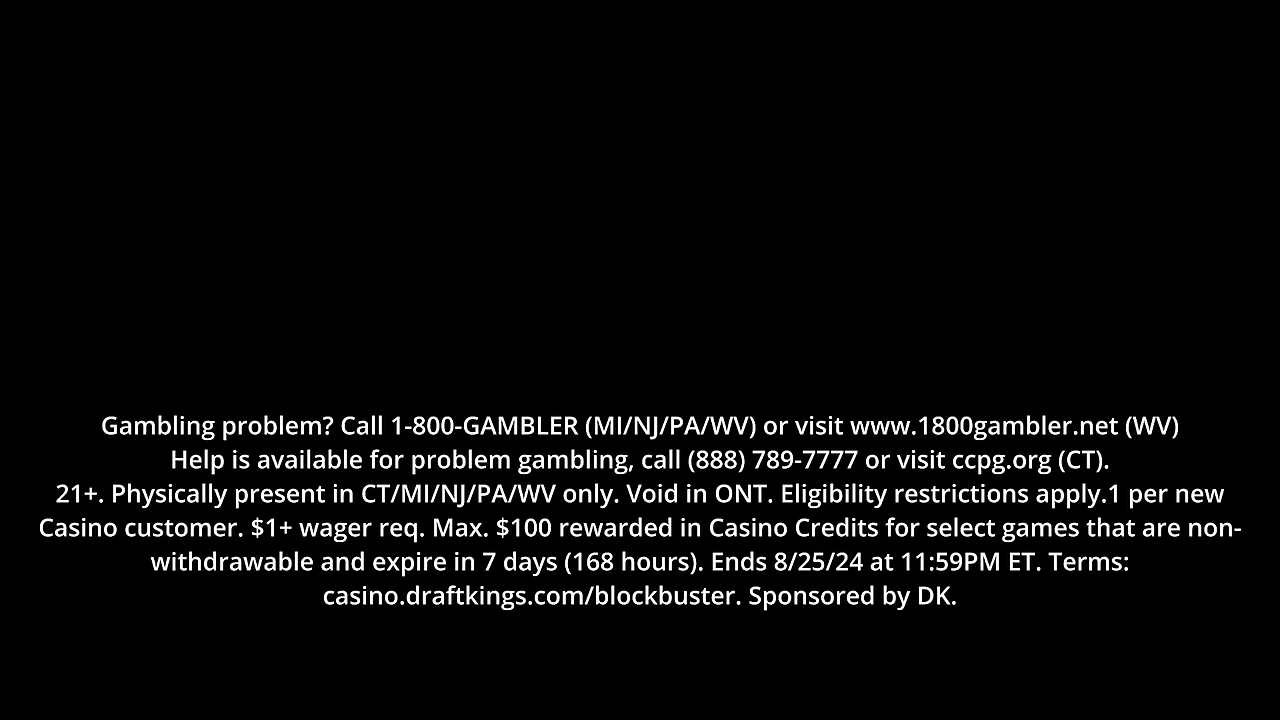 Gambling problem? Call 1-800-GAMBLER (MI/NJ/PA/WV) or visit www.1800gambler.net (WV)
Help is available for problem gambling, call (888) 789-7777 or visit ccpg.org (CT).
21+. Physically present in CT/MI/NJ/PA/WV only. Void in ONT. Eligibility restrictions apply.1 per new
Casino customer. $1+ wager req. Max. $100 rewarded in Casino Credits for select games that are non-
withdrawable and expire in 7 days (168 hours). Ends 8/25/24 at 11:59PM ET. Terms:
casino.draftkings.com/blockbuster. Sponsored by DK.